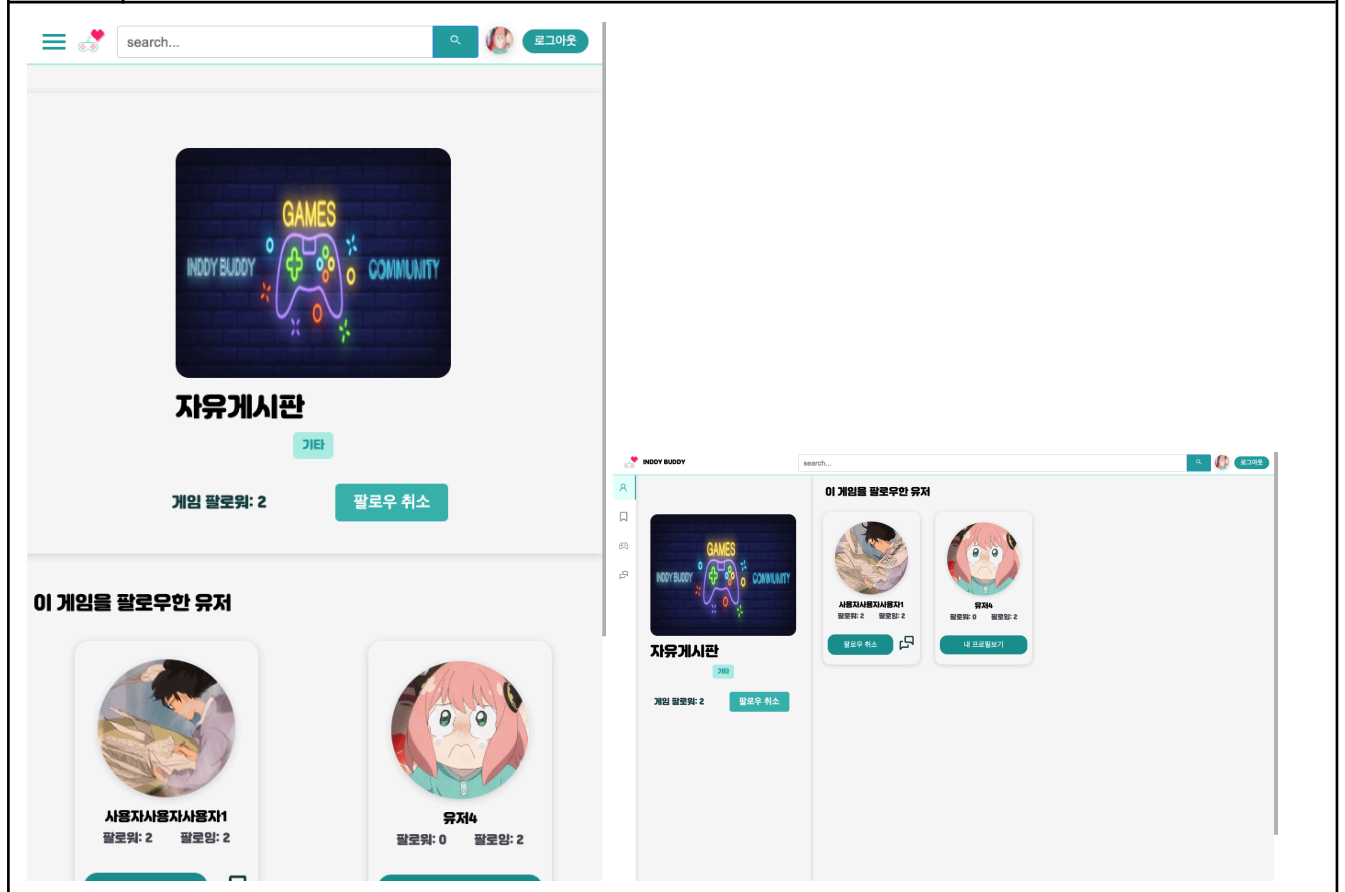 search...
로그아웃
GAMES
INDDY BUDDY
COMMUNITY
자유게시판
기타
게임 팔로워: 2
팔로우 취소
이 게임을 팔로우한 유저
사용자사용자사용자1
팔로워: 2 팔로잉: 2
유저4
팔로워: 0 팔로잉: 2
INDDY BUDDY
search...
로그아웃
GAMES
INDDY BUDDY
COMMUNITY
자유게시판
기타
게임 팔로워: 2
팔로우 취소
이 게임을 팔로우한 유저
사용자사용자사용자1
팔로워: 2 팔로잉: 2
팔로우 취소
유저4
팔로워: 0 팔로잉: 2
내 프로필보기